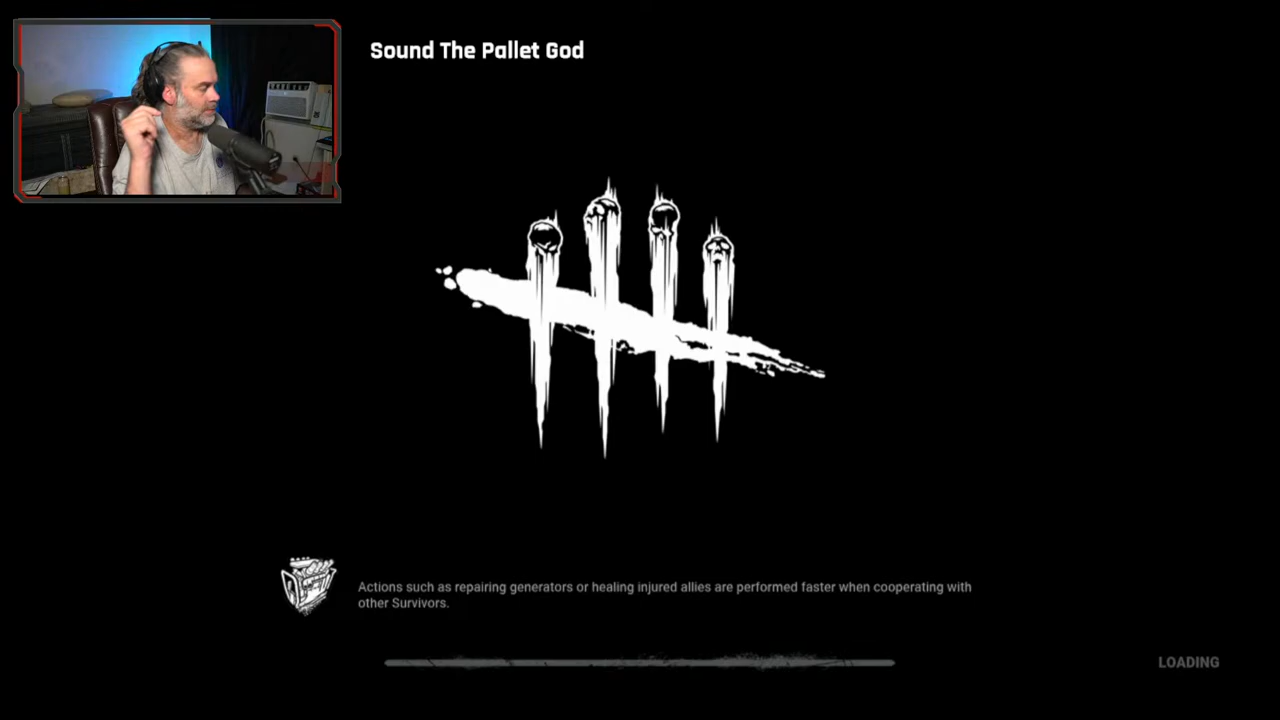 Sound The Pallet God
Actions such as repairing generators or healing injured allies are performed faster when cooperating with
other Survivors.
LOADING